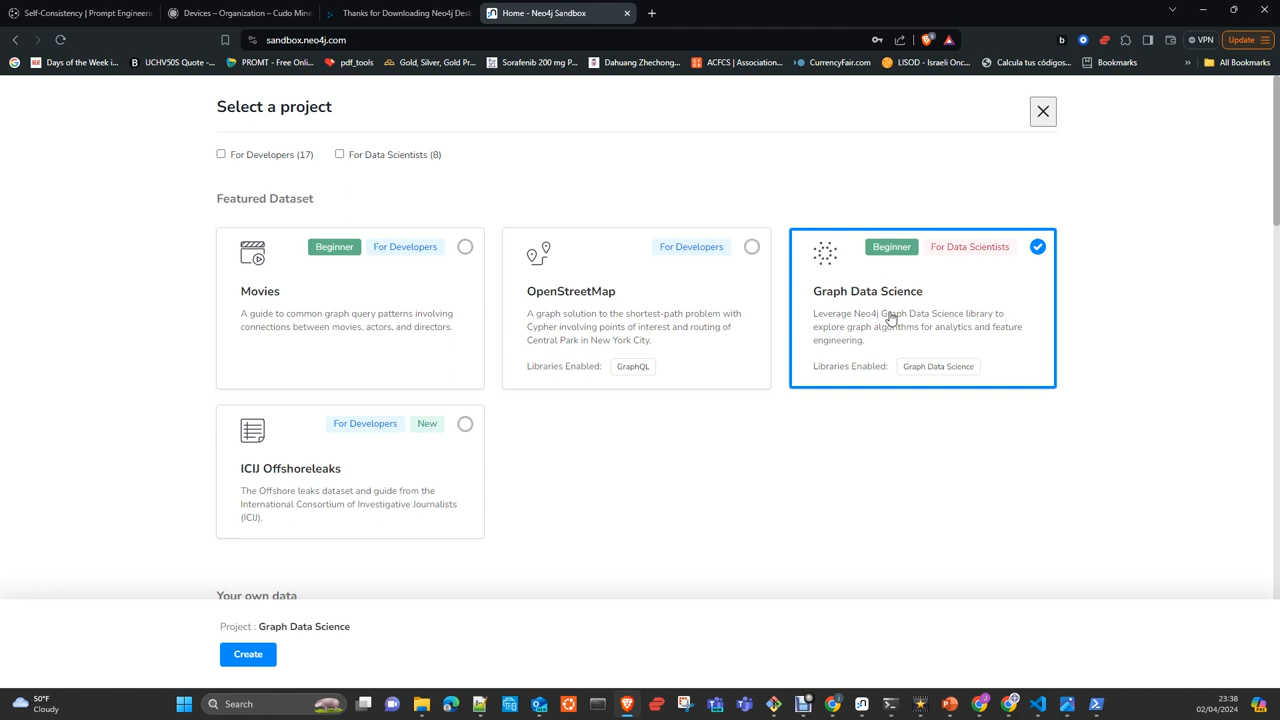 Self-Consistency | Prompt Engineerin
Devices – Organization – Cudo Mine
Thanks for Downloading Neo4j Desk
Home - Neo4j Sandbox
sandbox.neo4j.com
VPN
Update
Days of the week i...
UCHV50S Quote -...
PROMT - Free Onli...
pdf_tools
Gold, Silver, Gold Pr...
Sorafenib 200 mg P...
Dahuang Zhechong...
ACFCS | Association...
CurrencyFair.com
LISOD - Israeli Onc...
Calcula tus códigos...
Bookmarks
»
All Bookmarks
Select a project
For Developers (17)
For Data Scientists (8)
Featured Dataset
Beginner
For Developers
Movies
A guide to common graph query patterns involving
connections between movies, actors, and directors.
For Developers
OpenStreetMap
A graph solution to the shortest-path problem with
Cypher involving points of interest and routing of
Central Park in New York City.
Libraries Enabled: GraphQL
Beginner
For Data Scientists
Graph Data Science
Leverage Neo4j Graph Data Science library to
explore graph algorithms for analytics and feature
engineering.
Libraries Enabled: Graph Data Science
For Developers
New
ICIJ Offshoreleaks
The Offshore leaks dataset and guide from the
International Consortium of Investigative Journalists
(ICIJ).
Your own data
Project : Graph Data Science
Create
50°F
Cloudy
Search
23:38
02/04/2024